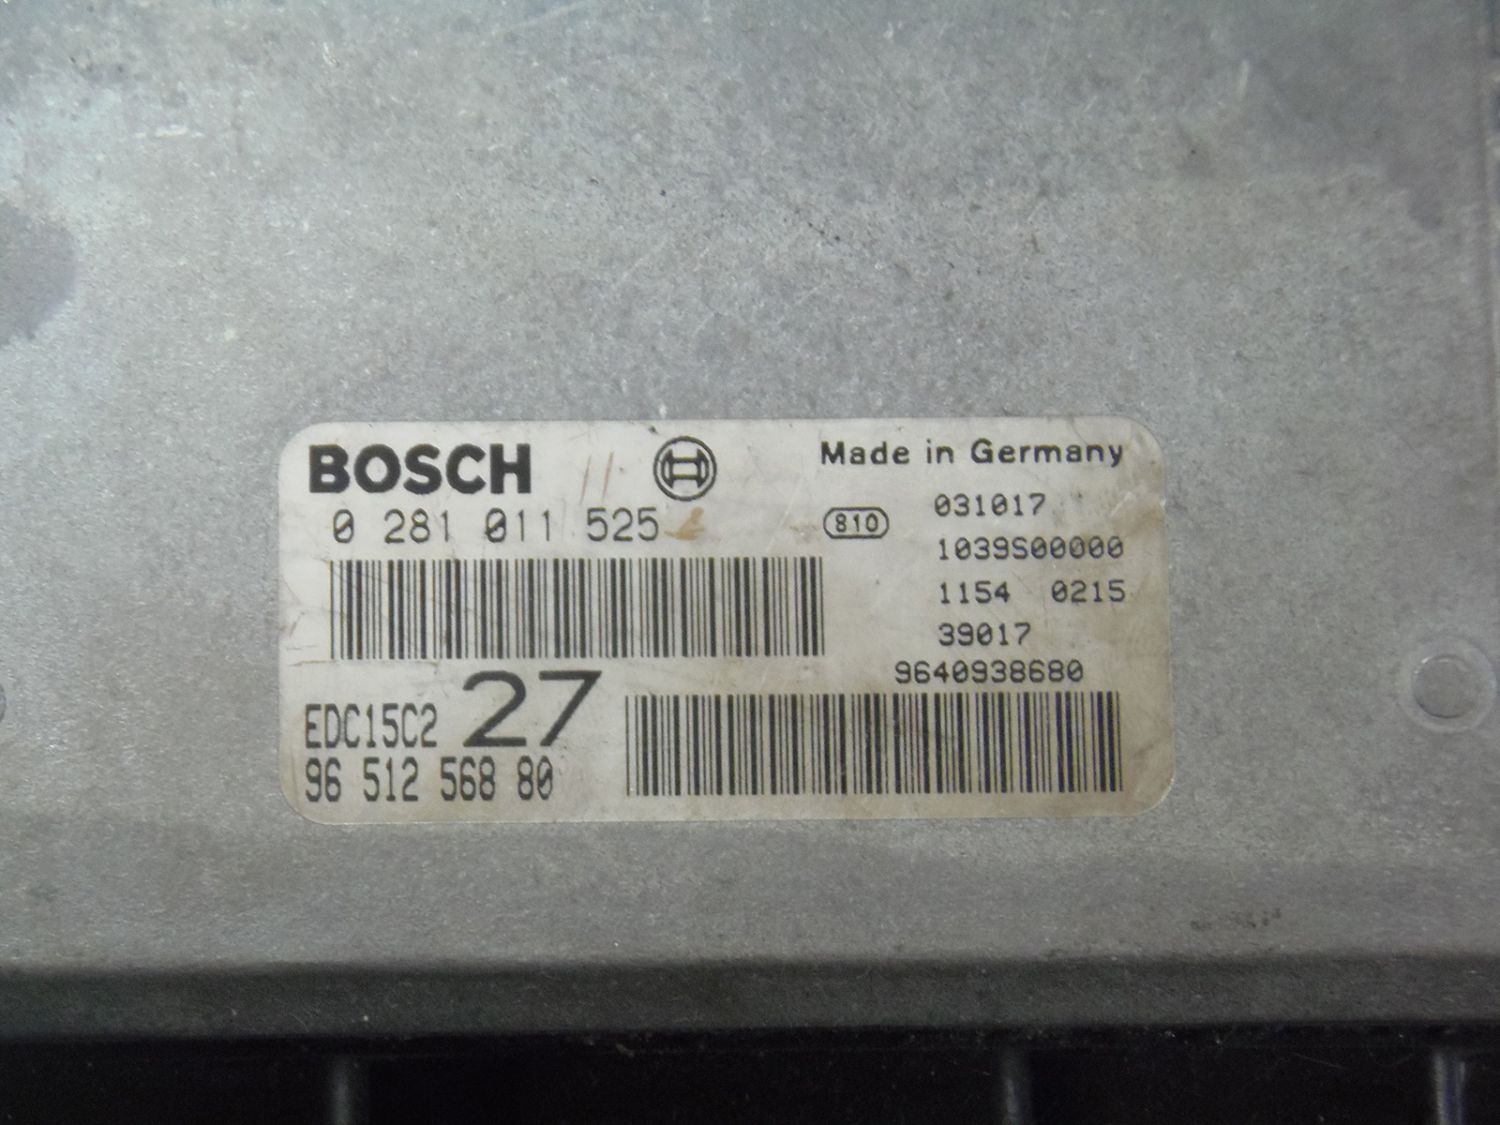 BOSCH
Made in Germany
0 281 011 525
810
031017
1039S00000
1154 0215
39017
9640938680
EDC15C2 27
96 512 568 80